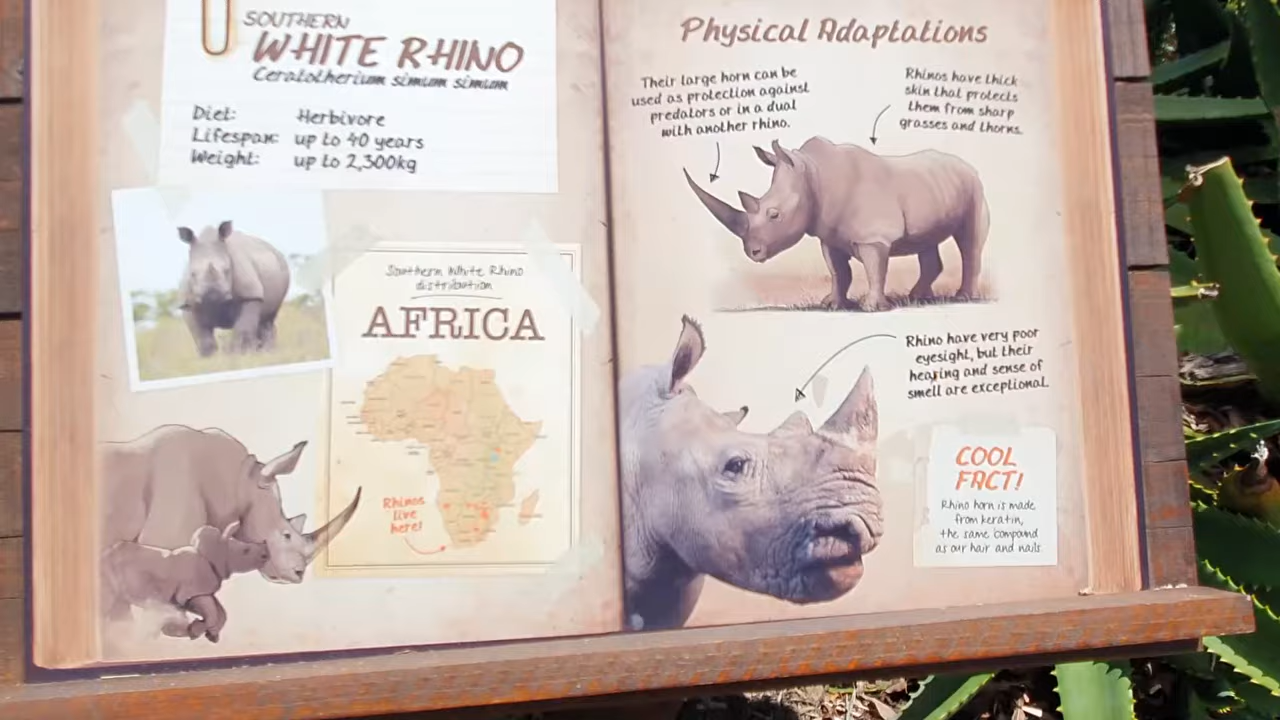 SOUTHERN
WHITE RHINO
Ceratotherium simum simum
Diet: Herbivore
Lifespan: up to 40 years
Weight: up to 2,300kg
Southern White Rhino
distribution
AFRICA
Rhinos
live
here!
Physical Adaptations
Their large horn can be
used as protection against
predators or in a dual
with another rhino.
Rhinos have thick
skin that protects
them from sharp
grasses and thorns.
Rhino have very poor
eyesight, but their
hearing and sense of
smell are exceptional.
COOL
FACT!
Rhino horn is made
from keratin,
the same compound
as our hair and nails.